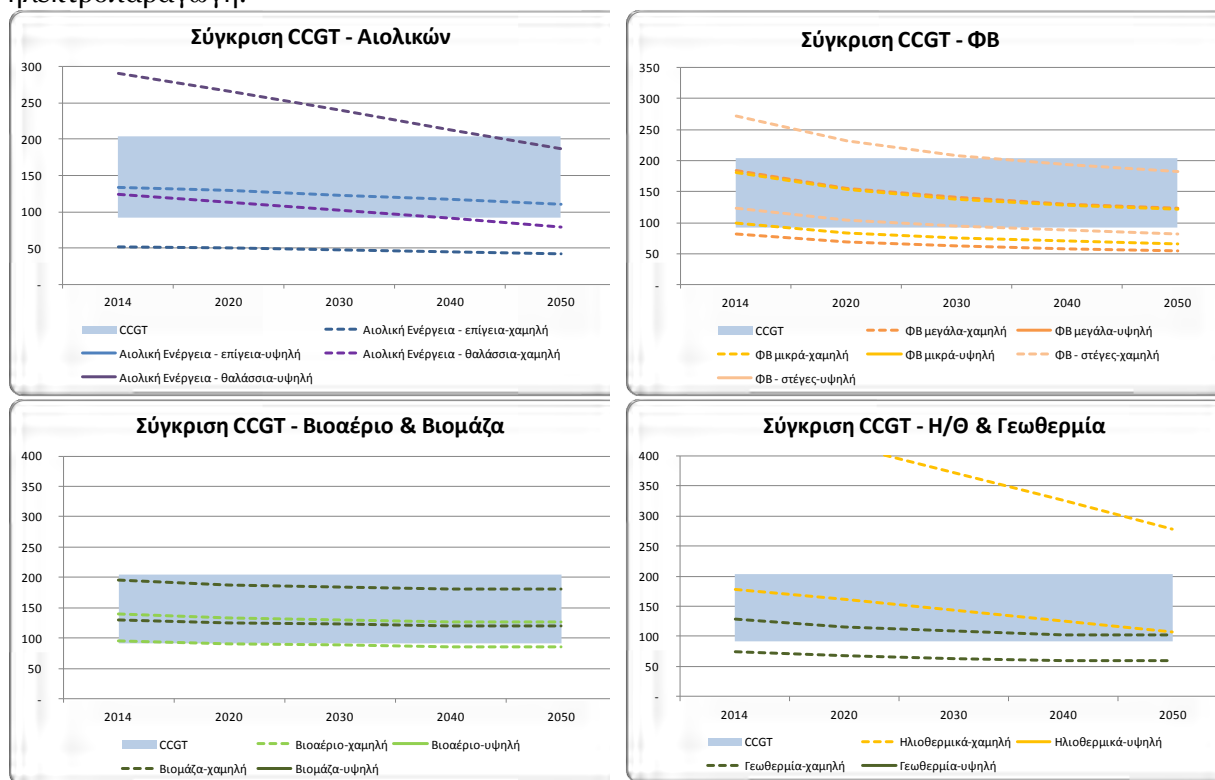 ηλεκτροπαραγωγή.
Σύγκριση CCGT - Αιολικών
300
250
200
150
100
50
-
2014 2020 2030 2040 2050
CCGT Αιολική Ενέργεια - επίγεια-χαμηλή
Αιολική Ενέργεια - επίγεια-υψηλή Αιολική Ενέργεια - θαλάσσια-χαμηλή
Αιολική Ενέργεια - θαλάσσια-υψηλή
Σύγκριση CCGT - ΦΒ
350
300
250
200
150
100
50
-
2014 2020 2030 2040 2050
CCGT ΦΒ μεγάλα-χαμηλή ΦΒ μεγάλα-υψηλή
ΦΒ μικρά-χαμηλή ΦΒ μικρά-υψηλή ΦΒ - στέγες-χαμηλή
ΦΒ - στέγες-υψηλή
Σύγκριση CCGT - Βιοαέριο & Βιομάζα
400
350
300
250
200
150
100
50
-
2014 2020 2030 2040 2050
CCGT Βιοαέριο-χαμηλή Βιοαέριο-υψηλή
Βιομάζα-χαμηλή Βιομάζα-υψηλή
Σύγκριση CCGT - Η/Θ & Γεωθερμία
400
350
300
250
200
150
100
50
-
2014 2020 2030 2040 2050
CCGT Ηλιοθερμικά-χαμηλή Ηλιοθερμικά-υψηλή
Γεωθερμία-χαμηλή Γεωθερμία-υψηλή